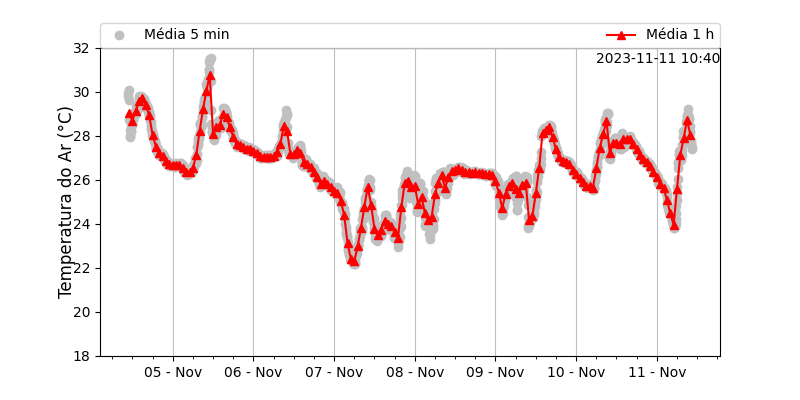 Média 5 min
Média 1 h
2023-11-11 10:40
Temperatura do Ar (°C)
32
30
28
26
24
22
20
18
05 - Nov
06 - Nov
07 - Nov
08 - Nov
09 - Nov
10 - Nov
11 - Nov